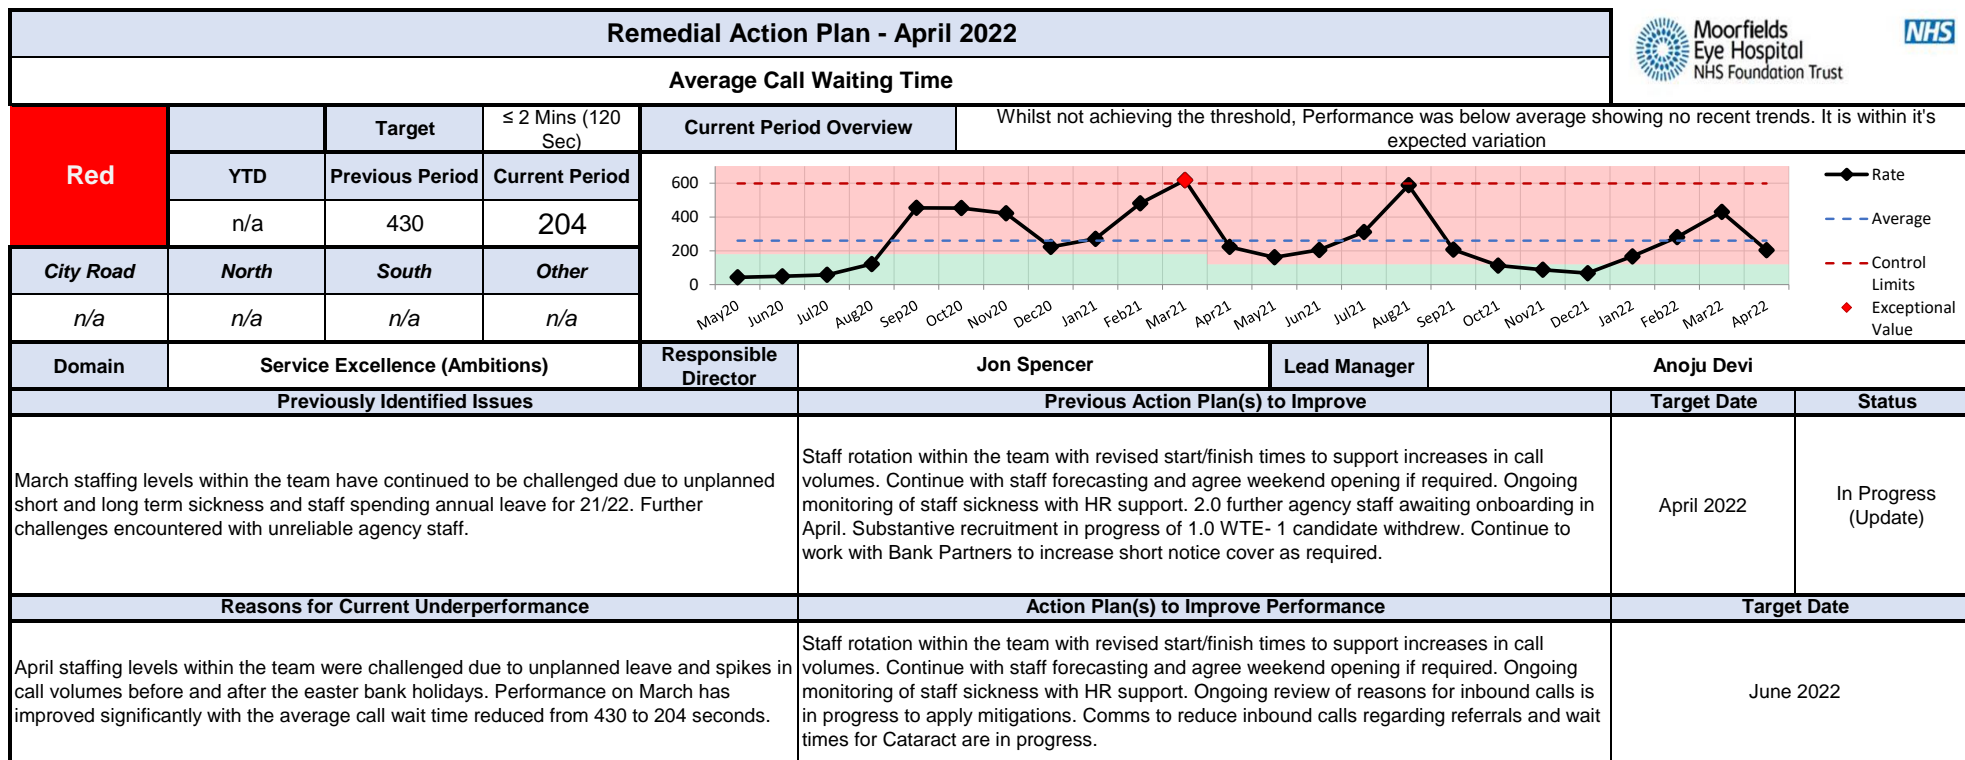 Remedial Action Plan - April 2022
Moorfields
Eye Hospital
NHS Foundation Trust
NHS
Average Call Waiting Time
Red
Target
≤ 2 Mins (120
Sec)
Current Period Overview
Whilst not achieving the threshold, Performance was below average showing no recent trends. It is within it's
expected variation
YTD
Previous Period
Current Period
n/a
430
204
City Road
North
South
Other
n/a
n/a
n/a
n/a
600
400
200
0
May20
Jun20
Jul20
Aug20
Sep20
Oct20
Nov20
Dec20
Jan21
Feb21
Mar21
Apr21
May21
Jun21
Jul21
Aug21
Sep21
Oct21
Nov21
Dec21
Jan22
Feb22
Mar22
Apr22
Rate
Average
Control
Limits
Exceptional
Value
Domain
Service Excellence (Ambitions)
Responsible
Director
Jon Spencer
Lead Manager
Anoju Devi
Previously Identified Issues
Previous Action Plan(s) to Improve
Target Date
Status
March staffing levels within the team have continued to be challenged due to unplanned
short and long term sickness and staff spending annual leave for 21/22. Further
challenges encountered with unreliable agency staff.
Staff rotation within the team with revised start/finish times to support increases in call
volumes. Continue with staff forecasting and agree weekend opening if required. Ongoing
monitoring of staff sickness with HR support. 2.0 further agency staff awaiting onboarding in
April. Substantive recruitment in progress of 1.0 WTE- 1 candidate withdrew. Continue to
work with Bank Partners to increase short notice cover as required.
April 2022
In Progress
(Update)
Reasons for Current Underperformance
Action Plan(s) to Improve Performance
Target Date
April staffing levels within the team were challenged due to unplanned leave and spikes in
call volumes before and after the easter bank holidays. Performance on March has
improved significantly with the average call wait time reduced from 430 to 204 seconds.
Staff rotation within the team with revised start/finish times to support increases in call
volumes. Continue with staff forecasting and agree weekend opening if required. Ongoing
monitoring of staff sickness with HR support. Ongoing review of reasons for inbound calls is
in progress to apply mitigations. Comms to reduce inbound calls regarding referrals and wait
times for Cataract are in progress.
June 2022